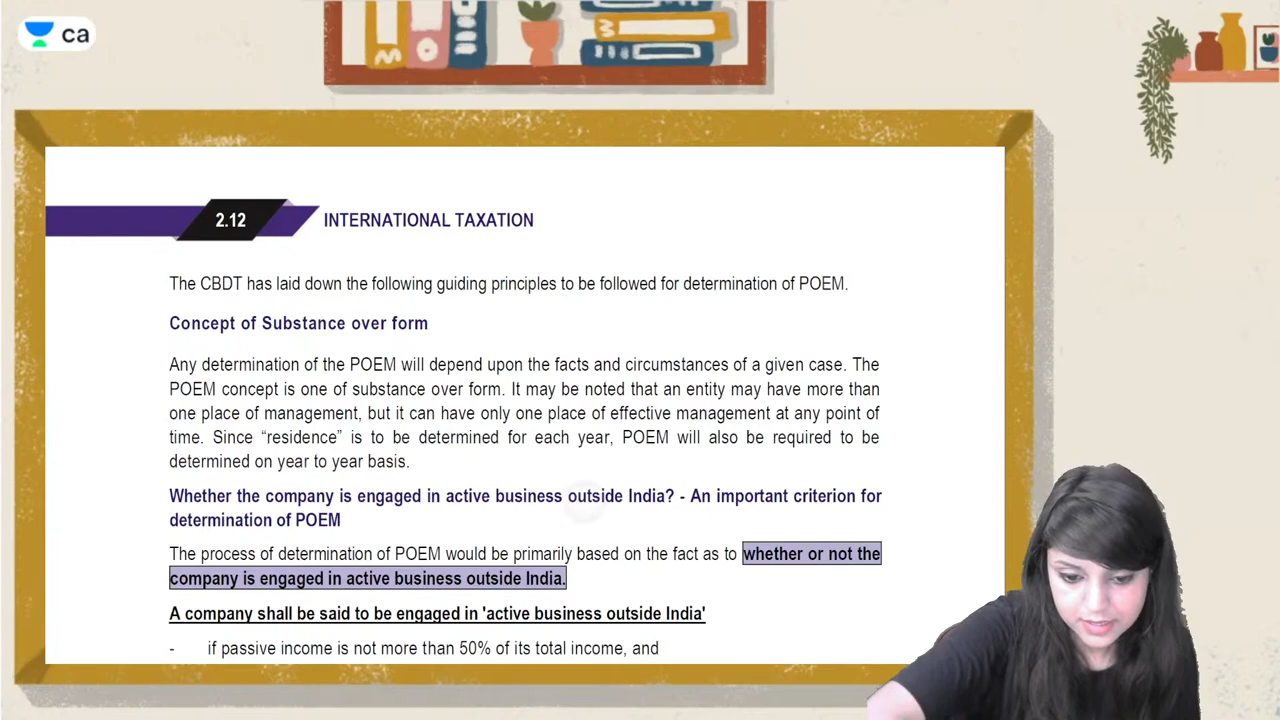 ca
2.12 INTERNATIONAL TAXATION
The CBDT has laid down the following guiding principles to be followed for determination of POEM.
Concept of Substance over form
Any determination of the POEM will depend upon the facts and circumstances of a given case. The
POEM concept is one of substance over form. It may be noted that an entity may have more than
one place of management, but it can have only one place of effective management at any point of
time. Since “residence” is to be determined for each year, POEM will also be required to be
determined on year to year basis.
Whether the company is engaged in active business outside India? - An important criterion for
determination of POEM
The process of determination of POEM would be primarily based on the fact as to whether or not the
company is engaged in active business outside India.
A company shall be said to be engaged in 'active business outside India'
- if passive income is not more than 50% of its total income, and